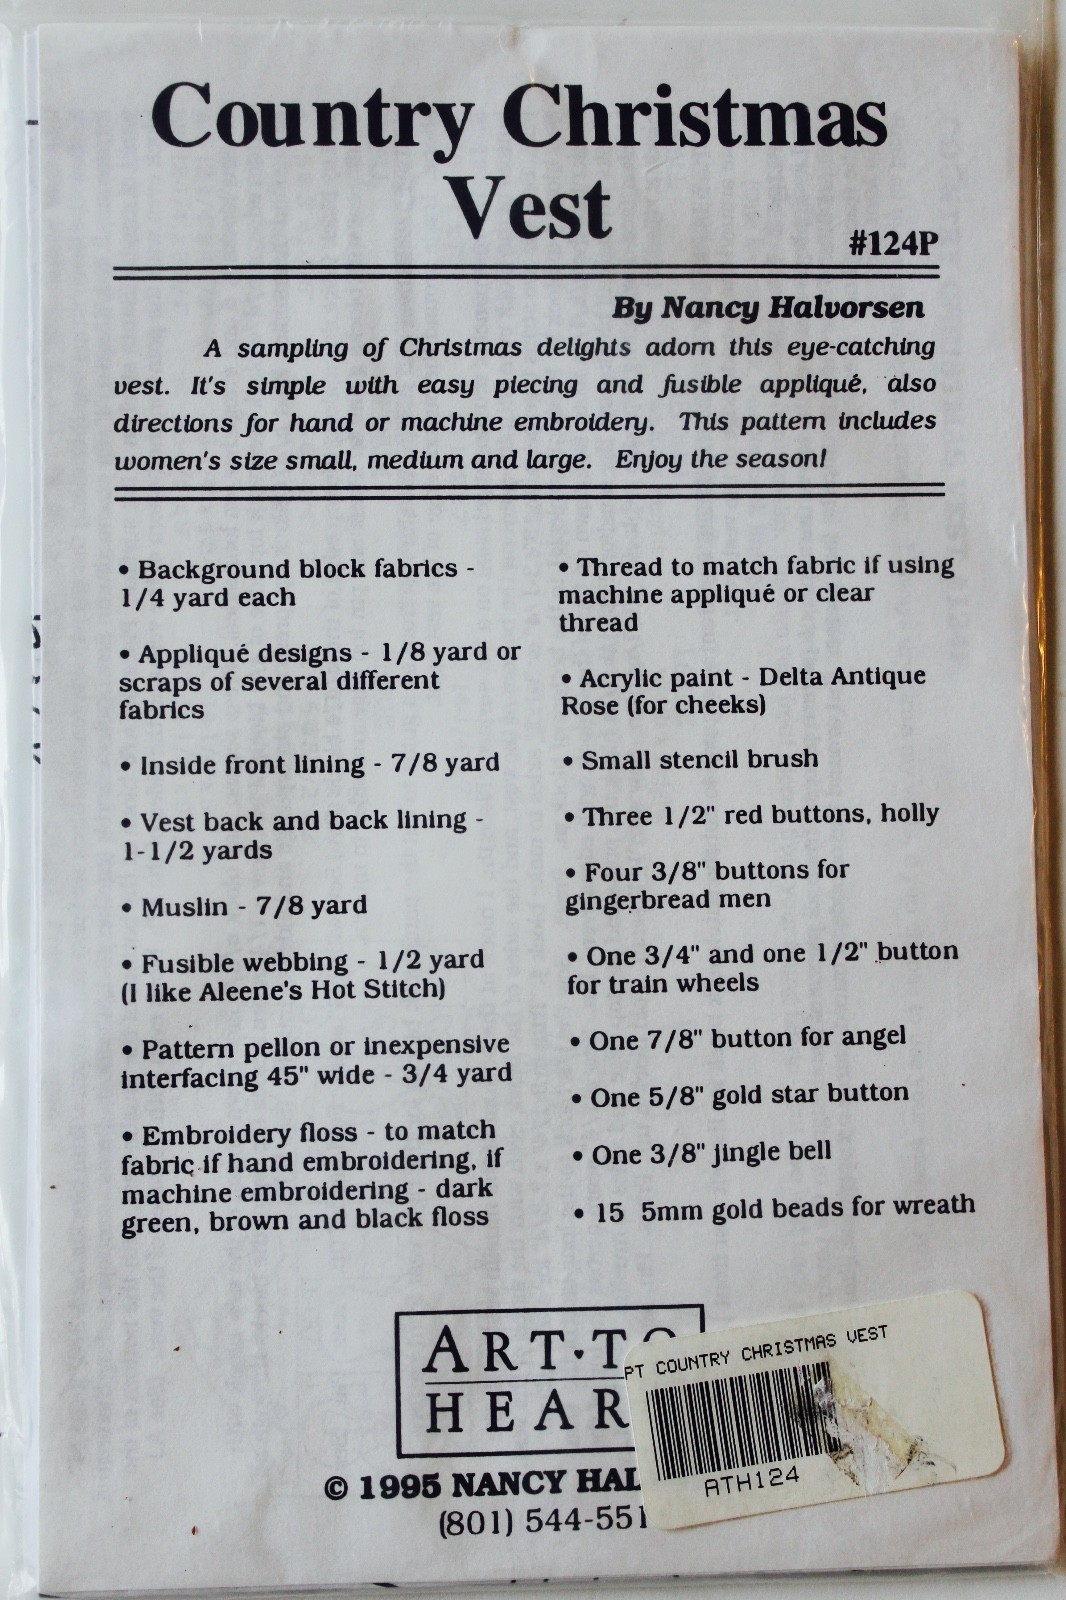 Country Christmas
Vest
#124P
By Nancy Halvorsen
A sampling of Christmas delights adorn this eye-catching
vest. It's simple with easy piecing and fusible appliqué, also
directions for hand or machine embroidery. This pattern includes
women's size small, medium and large. Enjoy the season!
• Background block fabrics -
1/4 yard each
• Appliqué designs - 1/8 yard or
scraps of several different
fabrics
• Inside front lining - 7/8 yard
• Vest back and back lining -
1-1/2 yards
• Muslin - 7/8 yard
• Fusible webbing - 1/2 yard
(I like Aleene's Hot Stitch)
• Pattern pellon or inexpensive
interfacing 45" wide - 3/4 yard
• Embroidery floss - to match
fabric if hand embroidering, if
machine embroidering - dark
green, brown and black floss
• Thread to match fabric if using
machine appliqué or clear
thread
• Acrylic paint - Delta Antique
Rose (for cheeks)
• Small stencil brush
• Three 1/2" red buttons, holly
• Four 3/8" buttons for
gingerbread men
• One 3/4" and one 1/2" button
for train wheels
• One 7/8" button for angel
• One 5/8" gold star button
• One 3/8" jingle bell
• 15 5mm gold beads for wreath
ART·TO
HEAR
© 1995 NANCY HAL
(801) 544-551
PT COUNTRY CHRISTMAS VEST
ATH124